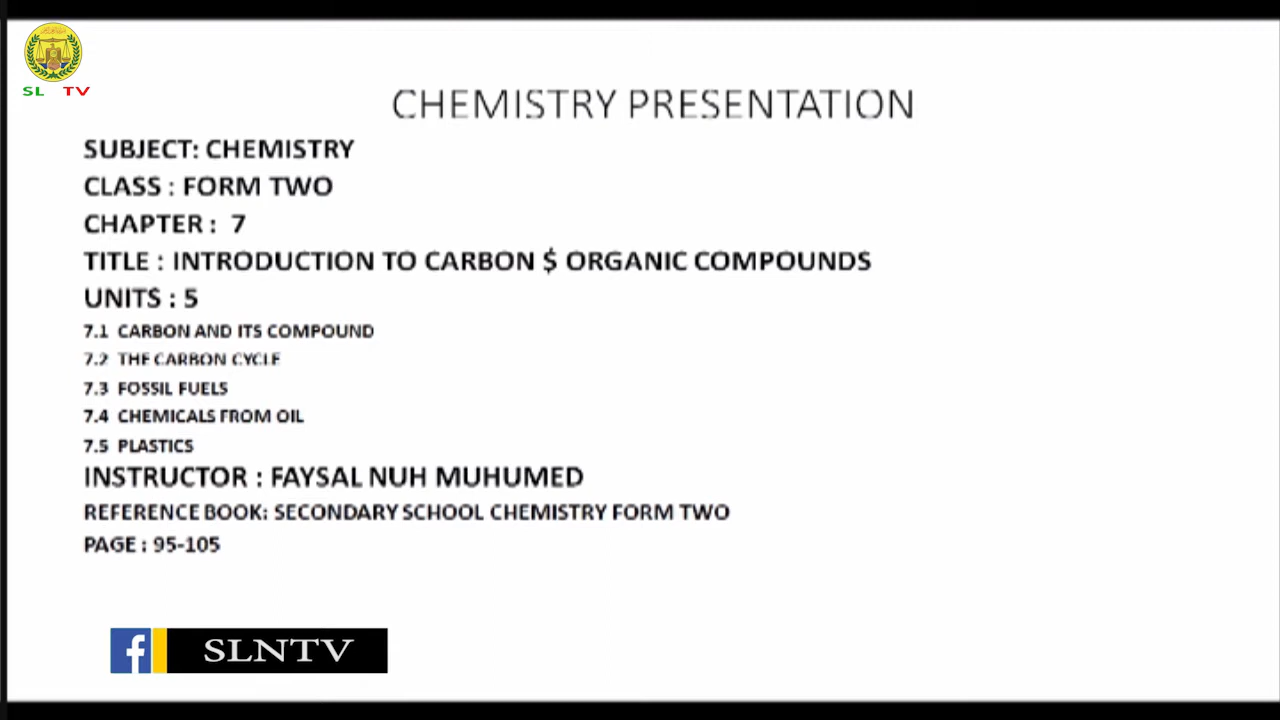 SL TV
CHEMISTRY PRESENTATION
SUBJECT: CHEMISTRY
CLASS : FORM TWO
CHAPTER : 7
TITLE : INTRODUCTION TO CARBON $ ORGANIC COMPOUNDS
UNITS : 5
7.1 CARBON AND ITS COMPOUND
7.2 THE CARBON CYCLE
7.3 FOSSIL FUELS
7.4 CHEMICALS FROM OIL
7.5 PLASTICS
INSTRUCTOR : FAYSAL NUH MUHUMED
REFERENCE BOOK: SECONDARY SCHOOL CHEMISTRY FORM TWO
PAGE : 95-105
f SLNTV